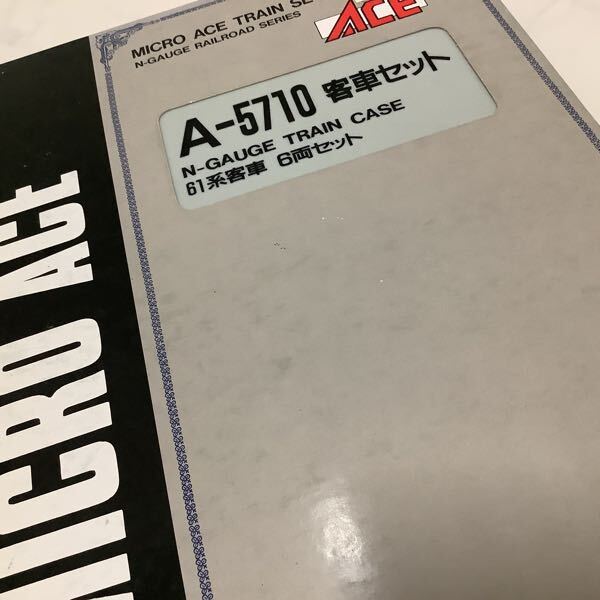 MICRO ACE TRAIN SE
N-GAUGE RAILROAD SERIES
ACE
A-5710 客車セット
N-GAUGE TRAIN CASE
61系客車 6両セット
MICRO ACE